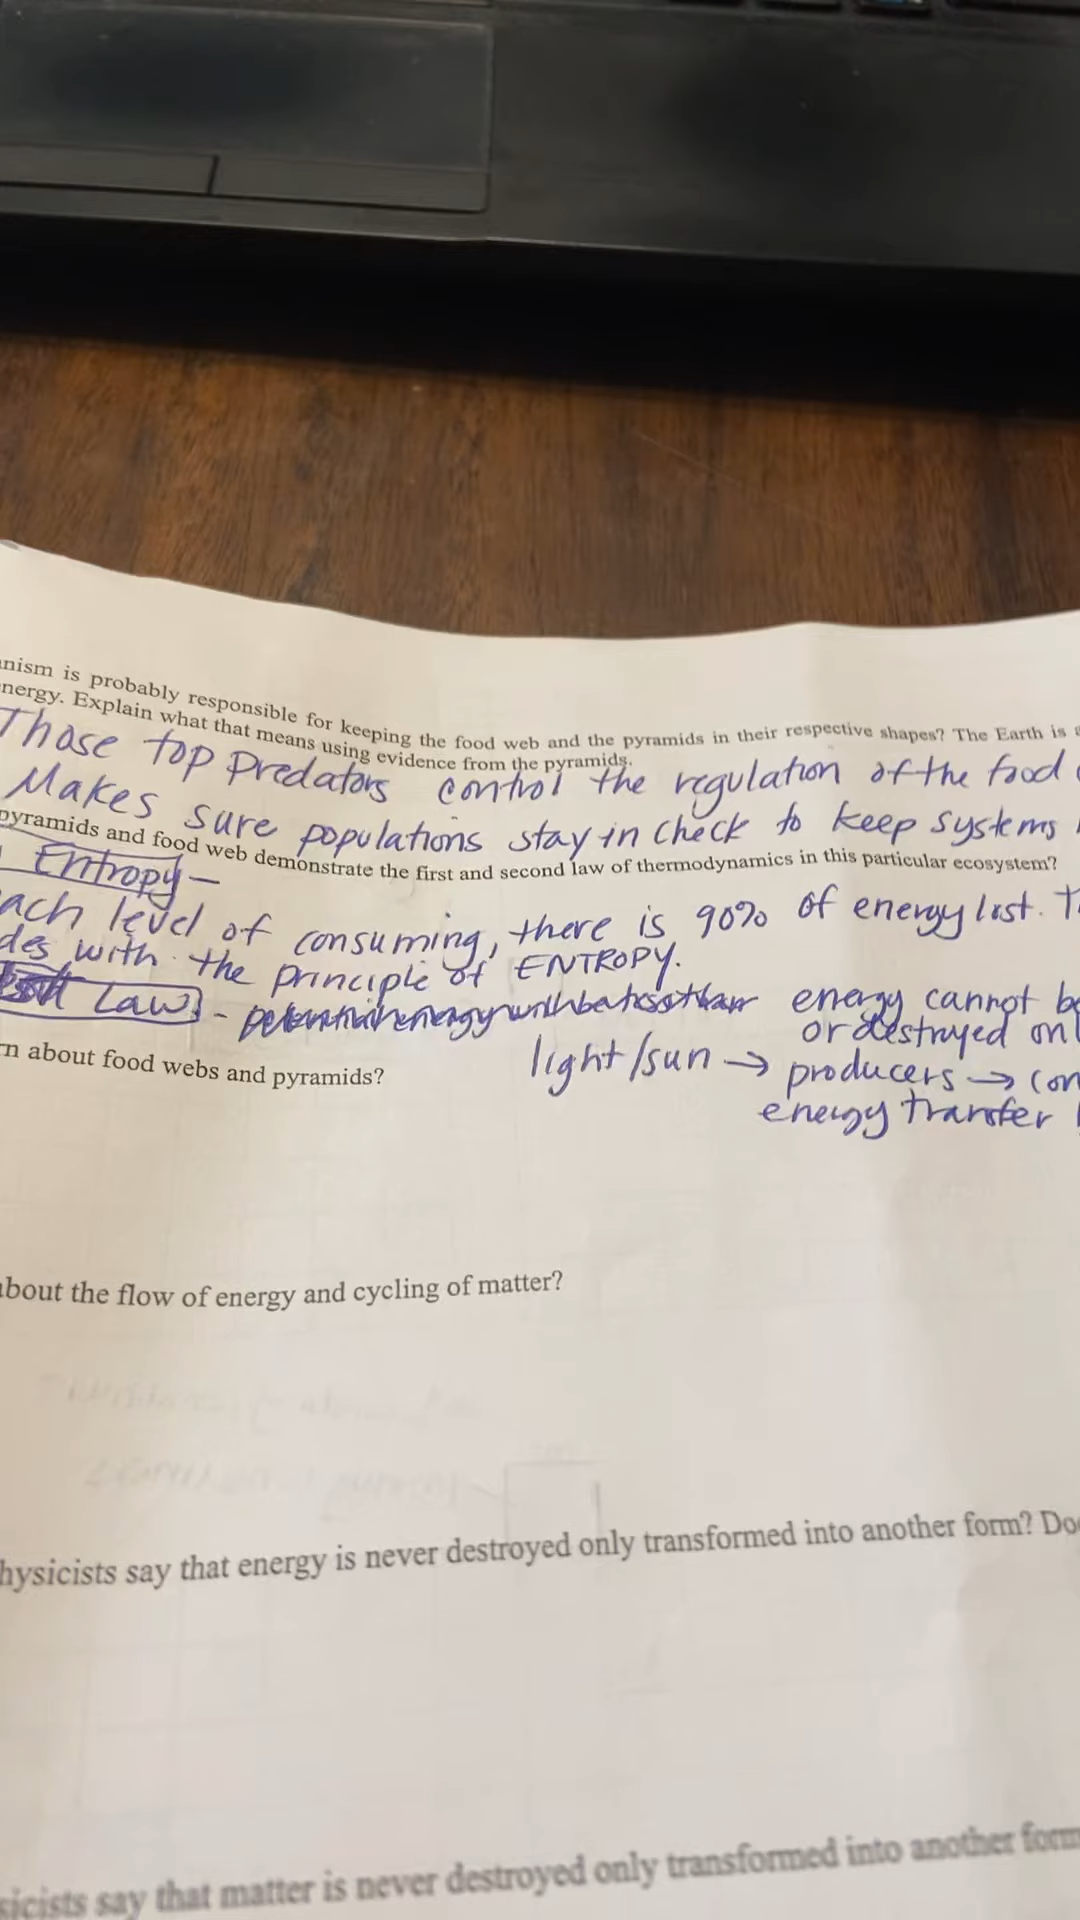 nism is probably responsible for keeping the food web and the pyramids in their respective shapes? The Earth is
nergy. Explain what that means using evidence from the pyramids.
Those top predators control the regulation of the food
Makes sure populations stay in check to keep systems
pyramids and food web demonstrate the first and second law of thermodynamics in this particular ecosystem?
Entropy -
ach level of consuming, there is 90% of energy lost.
des with the principle of ENTROPY.
Law - energy cannot be
or destroyed
n about food webs and pyramids?
light/sun → producers → con
energy transfer
about the flow of energy and cycling of matter?
hysicists say that energy is never destroyed only transformed into another form? Do
sicists say that matter is never destroyed only transformed into another form